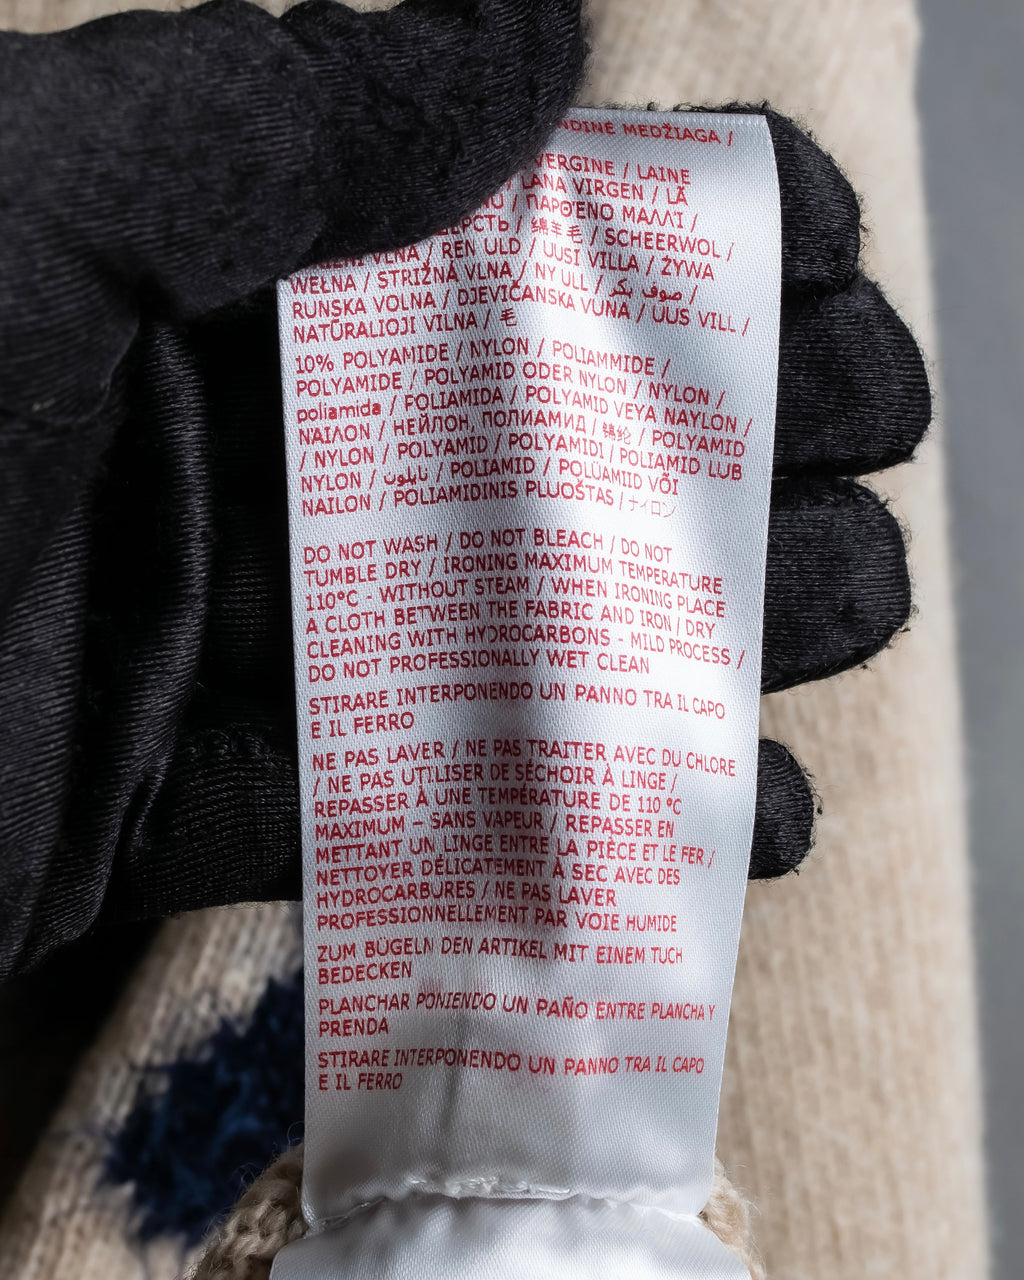 MEDŽIAGA /
VERGINE / LAINE
LANA VIRGEN / LÃ
/ ΠΑΡΘΈΝΟ ΜΑΛΛΊ /
/ 绵羊毛 / SCHEERWOL /
VLNA / REN ULD / UUSI VILLA / ŻYWA
WEŁNA / STRIŽNÁ VLNA / NY ULL / صوف بكر /
RUNSKA VOLNA / DJEVIČANSKA VUNA / UUS VILL /
NATŪRALIOJI VILNA / 毛
10% POLYAMIDE / NYLON / POLIAMMIDE /
POLYAMIDE / POLYAMID ODER NYLON / NYLON /
poliamida / FOLIAMIDA / POLYAMID VEYA NAYLON /
ΝΆΙΛΟΝ / НЕЙЛОН, ПОЛИАМИД / 锦纶 / POLYAMID
/ NYLON / POLYAMID / POLYAMIDI / POLIAMID LUB
NYLON / نايلون / POLIAMID / POLÜAMIID VÕI
NAILON / POLIAMIDINIS PLUOŠTAS / ナイロン
DO NOT WASH / DO NOT BLEACH / DO NOT
TUMBLE DRY / IRONING MAXIMUM TEMPERATURE
110°C - WITHOUT STEAM / WHEN IRONING PLACE
A CLOTH BETWEEN THE FABRIC AND IRON / DRY
CLEANING WITH HYDROCARBONS - MILD PROCESS /
DO NOT PROFESSIONALLY WET CLEAN
STIRARE INTERPONENDO UN PANNO TRA IL CAPO
E IL FERRO
NE PAS LAVER / NE PAS TRAITER AVEC DU CHLORE
/ NE PAS UTILISER DE SÉCHOIR À LINGE /
REPASSER À UNE TEMPÉRATURE DE 110 °C
MAXIMUM – SANS VAPEUR / REPASSER EN
METTANT UN LINGE ENTRE LA PIÈCE ET LE FER /
NETTOYER DÉLICATEMENT À SEC AVEC DES
HYDROCARBURES / NE PAS LAVER
PROFESSIONNELLEMENT PAR VOIE HUMIDE
ZUM BÜGELN DEN ARTIKEL MIT EINEM TUCH
BEDECKEN
PLANCHAR PONIENDO UN PAÑO ENTRE PLANCHA Y
PRENDA
STIRARE INTERPONENDO UN PANNO TRA IL CAPO
E IL FERRO